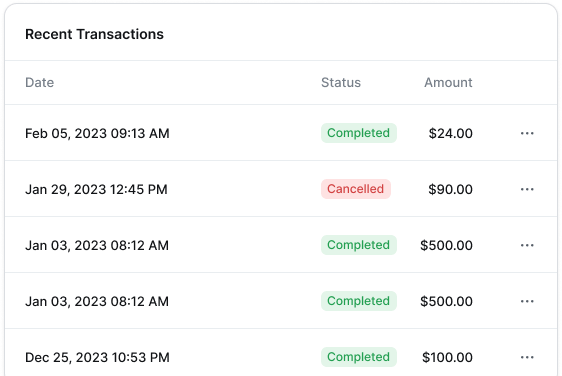 Recent Transactions
Date Status Amount
Feb 05, 2023 09:13 AM Completed $24.00 ...
Jan 29, 2023 12:45 PM Cancelled $90.00 ...
Jan 03, 2023 08:12 AM Completed $500.00 ...
Jan 03, 2023 08:12 AM Completed $500.00 ...
Dec 25, 2023 10:53 PM Completed $100.00 ...